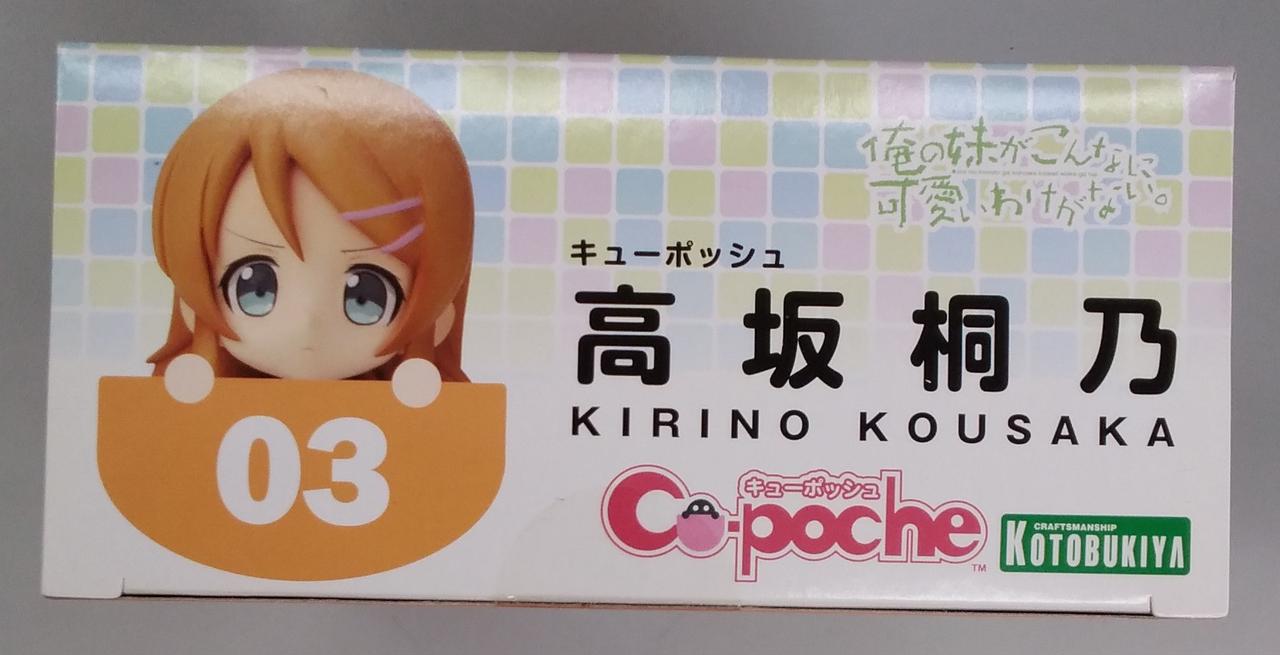 俺の妹がこんなに
可愛いわけがない。
キューポッシュ
高坂桐乃
KIRINO KOUSAKA
03
キューポッシュ
Cu-poche
TM
CRAFTSMANSHIP
KOTOBUKIYA